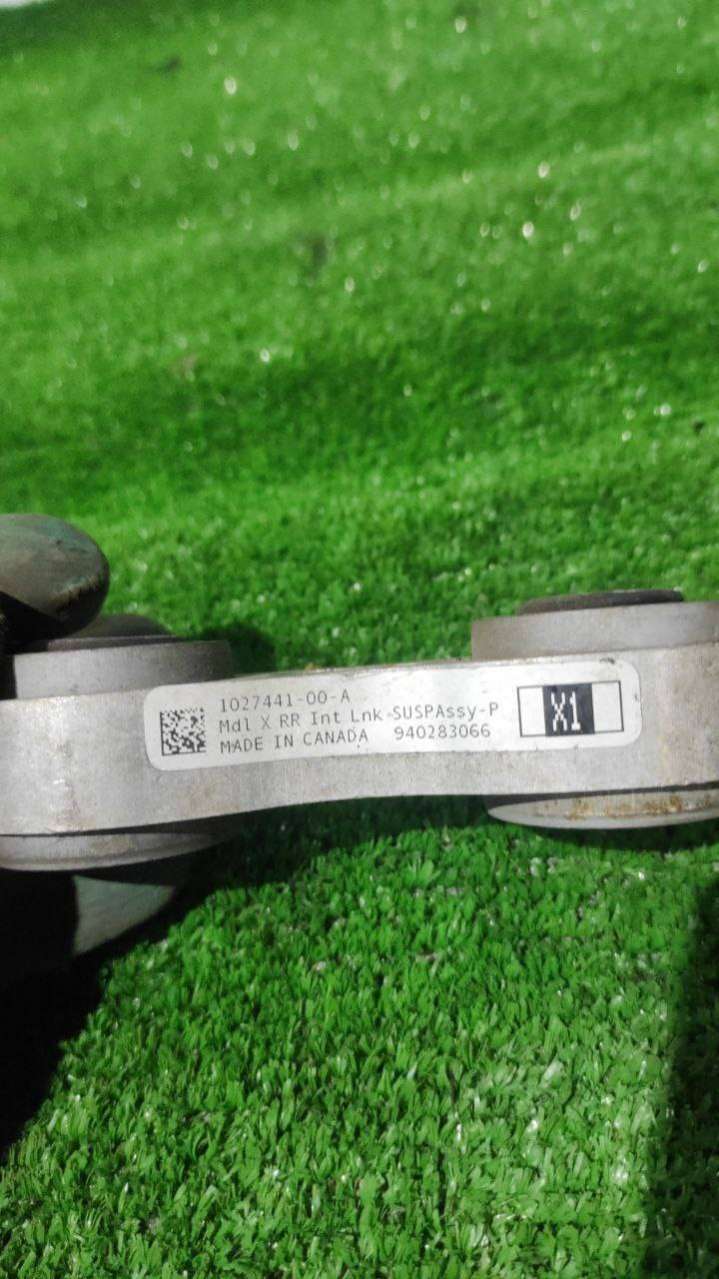 1027441-00-A
Mdl X RR Int Lnk-SUSPAssy-P
MADE IN CANADA 940283066
X1